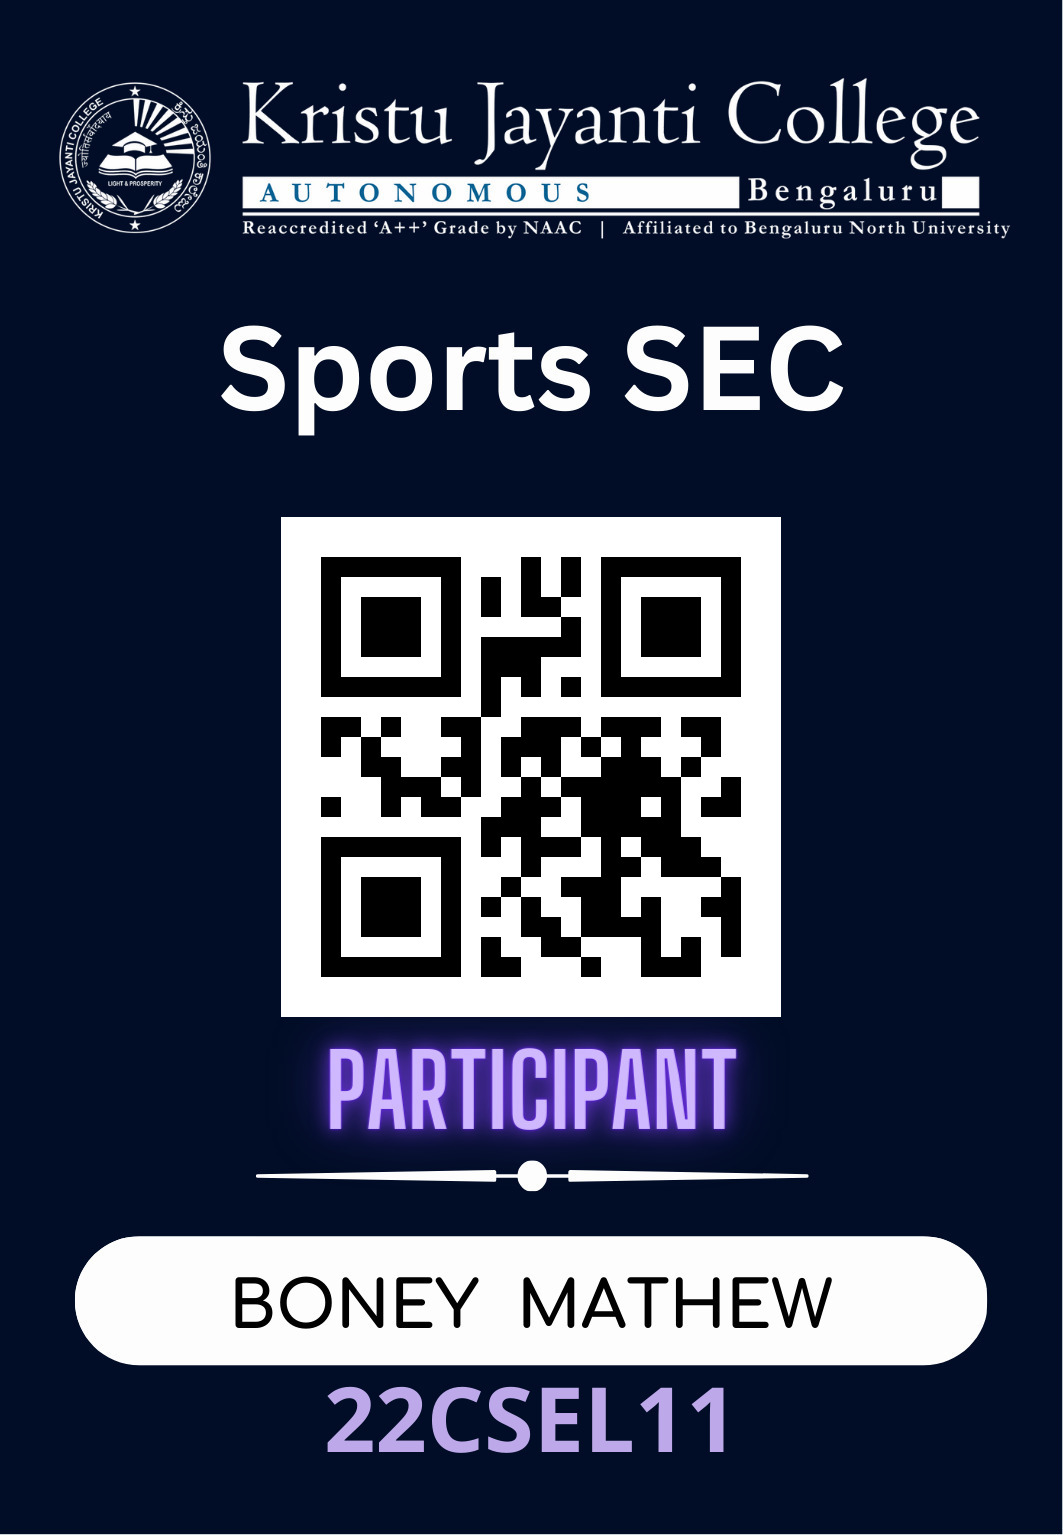 KRISTU JAYANTI COLLEGE
ಕ್ರಿಸ್ತು ಜಯಂತಿ ಕಾಲೇಜು
LIGHT & PROSPERITY
Kristu Jayanti College
AUTONOMOUS Bengaluru
Reaccredited ‘A++’ Grade by NAAC | Affiliated to Bengaluru North University
Sports SEC
PARTICIPANT
BONEY MATHEW
22CSEL11